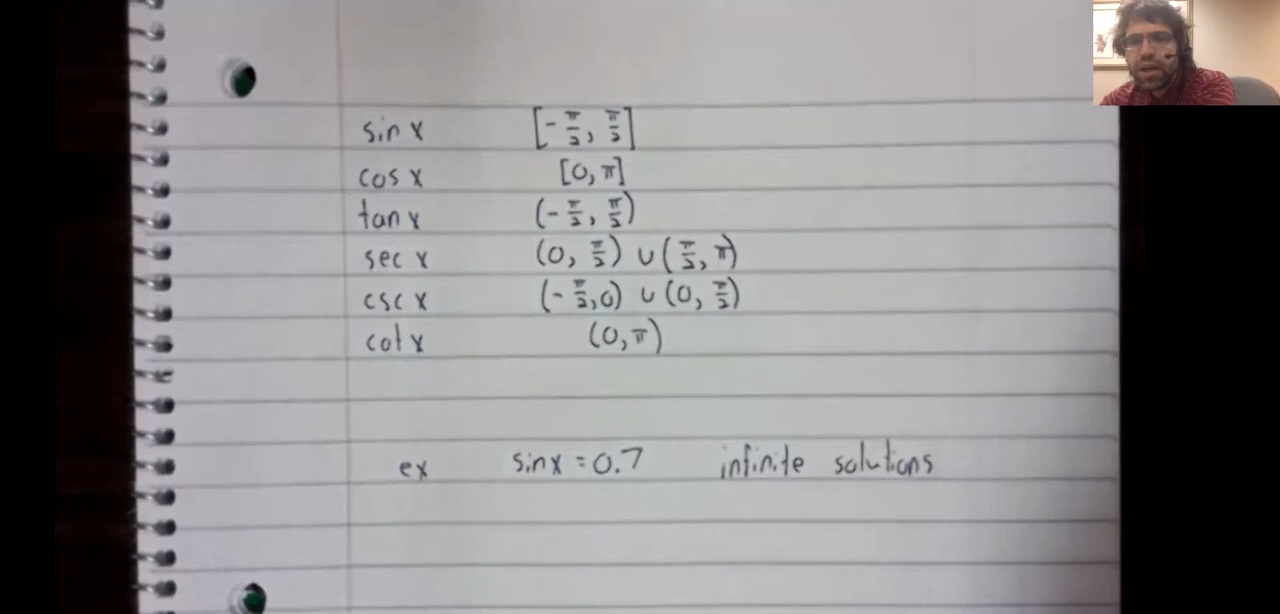 sin x [-π/2, π/2]
cos x [0, π]
tan x (-π/2, π/2)
sec x (0, π/2) ∪ (π/2, π)
csc x (-π/2, 0) ∪ (0, π/2)
cot x (0, π)
ex sin x = 0.7 infinite solutions